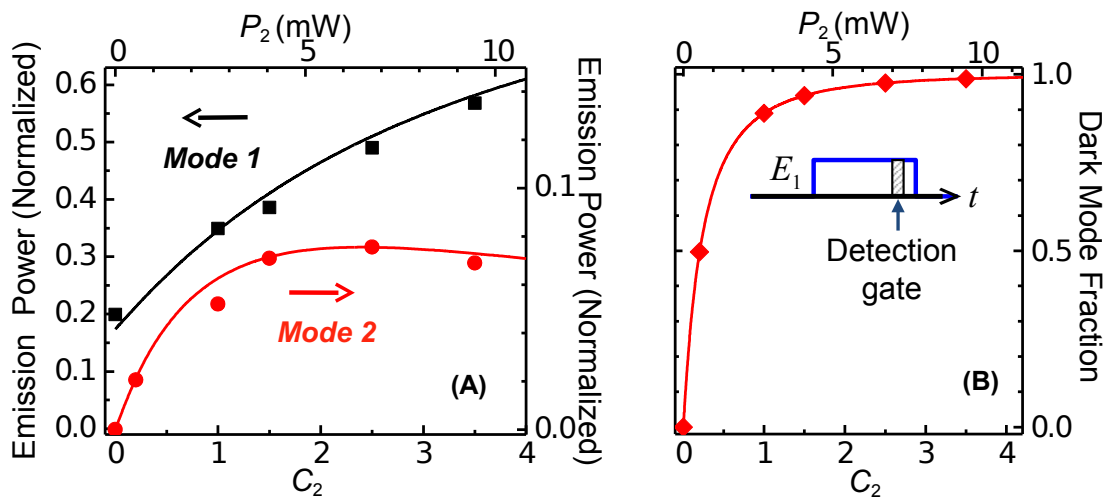 P2 (mW)
0 5 10
Emission Power (Normalized)
0.6
0.5
0.4
0.3
0.2
0.1
0.0
Mode 1
Mode 2
(A)
0.1
0.0
Emission Power (Normalized)
0 1 2 3 4
C2
P2 (mW)
0 5 10
E1
t
Detection
gate
(B)
1.0
0.5
0.0
Dark Mode Fraction
0 1 2 3 4
C2